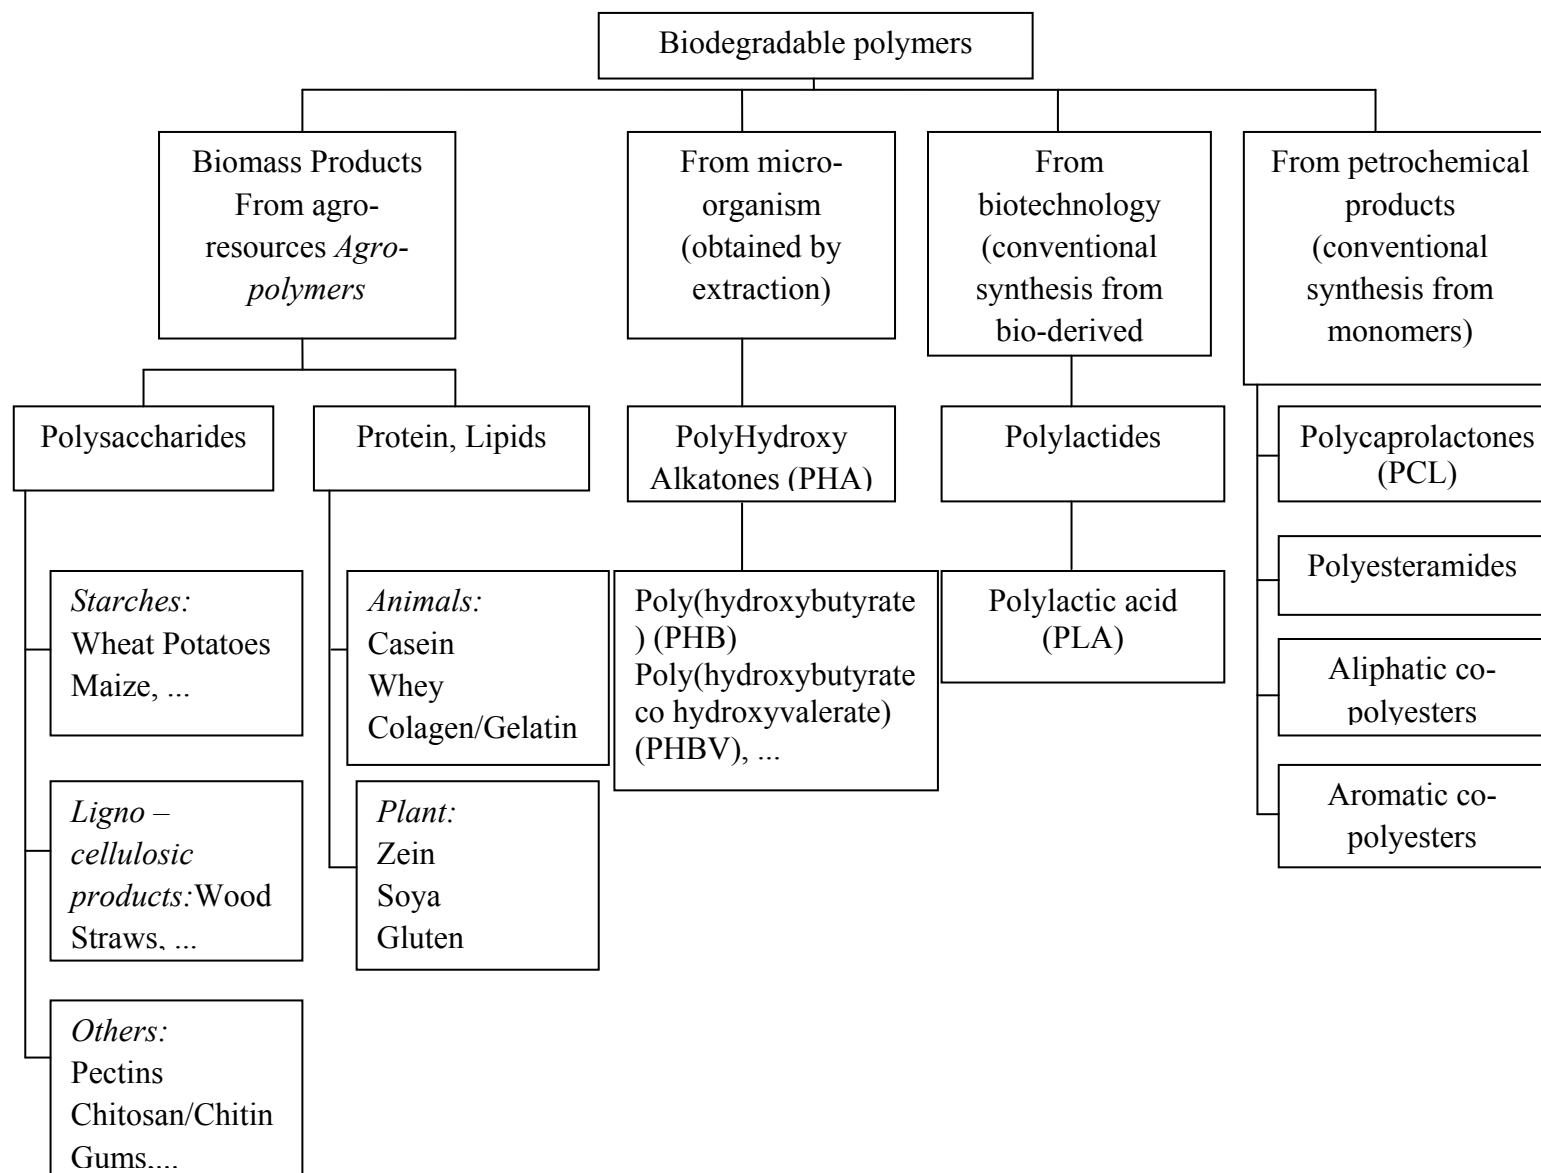 Biodegradable polymers
Biomass Products
From agro-
resources Agro-
polymers
From micro-
organism
(obtained by
extraction)
From
biotechnology
(conventional
synthesis from
bio-derived
From petrochemical
products
(conventional
synthesis from
monomers)
Polysaccharides
Protein, Lipids
PolyHydroxy
Alkatones (PHA)
Polylactides
Polycaprolactones
(PCL)
Polyesteramides
Aliphatic co-
polyesters
Aromatic co-
polyesters
Starches:
Wheat Potatoes
Maize, ...
Ligno –
cellulosic
products:Wood
Straws, ...
Others:
Pectins
Chitosan/Chitin
Gums,...
Animals:
Casein
Whey
Colagen/Gelatin
Plant:
Zein
Soya
Gluten
Poly(hydroxybutyrate
) (PHB)
Poly(hydroxybutyrate
co hydroxyvalerate)
(PHBV), ...
Polylactic acid
(PLA)